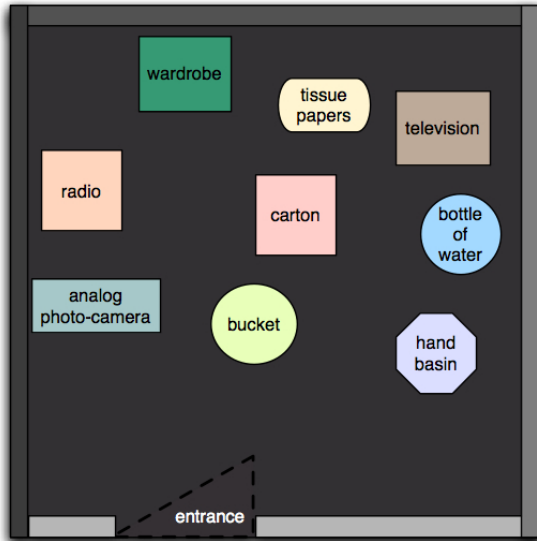 wardrobe
tissue
papers
television
radio
carton
bottle
of
water
analog
photo-camera
bucket
hand
basin
entrance